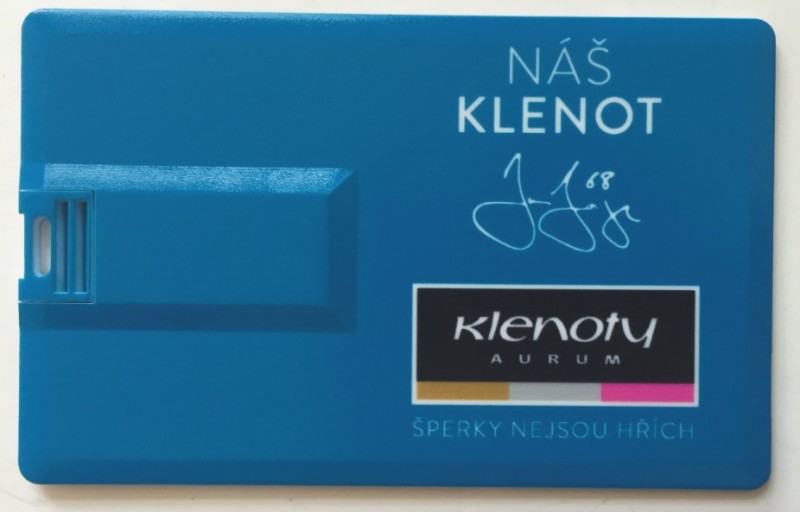 NÁŠ
KLENOT
68
klenoty
AURUM
ŠPERKY NEJSOU HŘÍCH